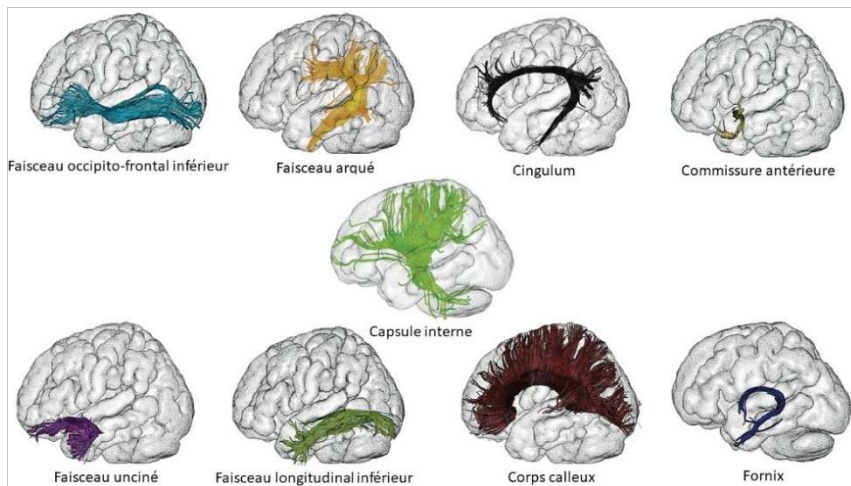 Faisceau occipito-frontal inférieur
Faisceau arqué
Cingulum
Commissure antérieure
Capsule interne
Faisceau unciné
Faisceau longitudinal inférieur
Corps calleux
Fornix